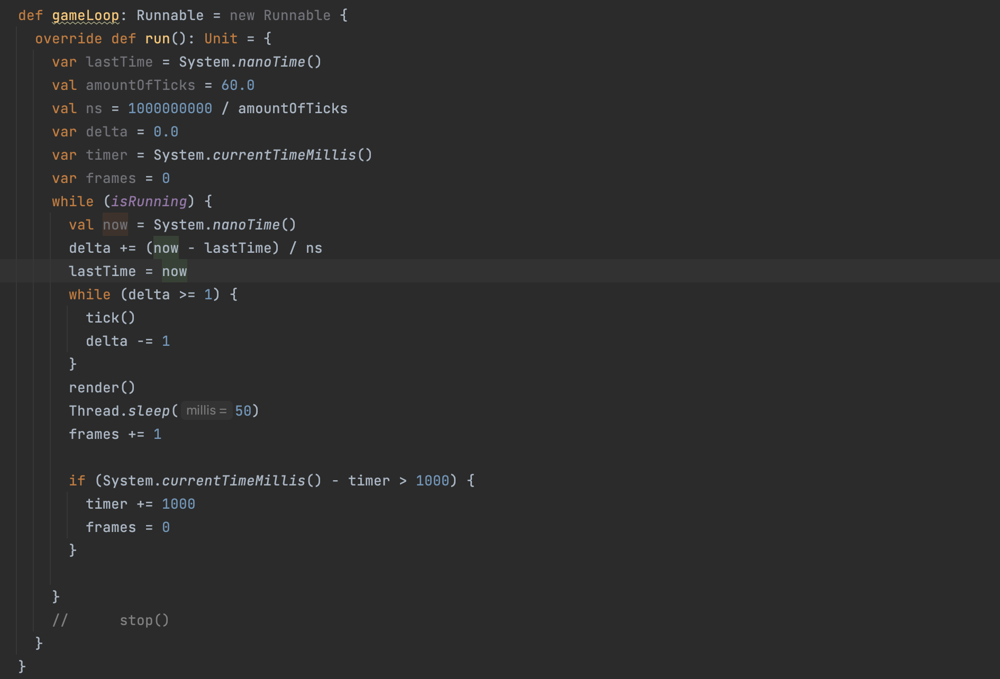 def gameLoop: Runnable = new Runnable {
  override def run(): Unit = {
    var lastTime = System.nanoTime()
    val amountOfTicks = 60.0
    val ns = 1000000000 / amountOfTicks
    var delta = 0.0
    var timer = System.currentTimeMillis()
    var frames = 0
    while (isRunning) {
      val now = System.nanoTime()
      delta += (now - lastTime) / ns
      lastTime = now
      while (delta >= 1) {
        tick()
        delta -= 1
      }
      render()
      Thread.sleep( millis = 50)
      frames += 1

      if (System.currentTimeMillis() - timer > 1000) {
        timer += 1000
        frames = 0
      }

    }
    //      stop()
  }
}